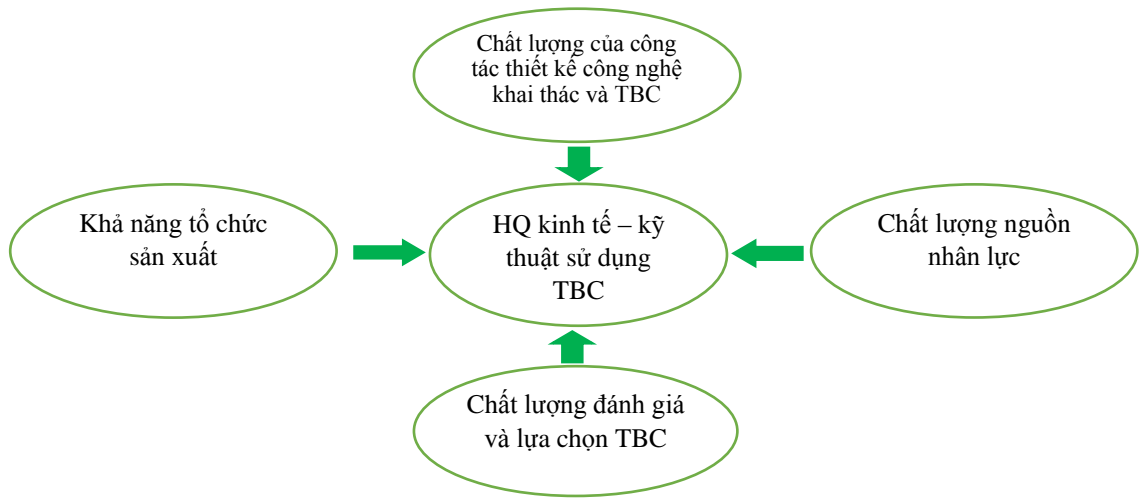 Chất lượng của công
tác thiết kế công nghệ
khai thác và TBC
Khả năng tổ chức
sản xuất
HQ kinh tế – kỹ
thuật sử dụng
TBC
Chất lượng nguồn
nhân lực
Chất lượng đánh giá
và lựa chọn TBC